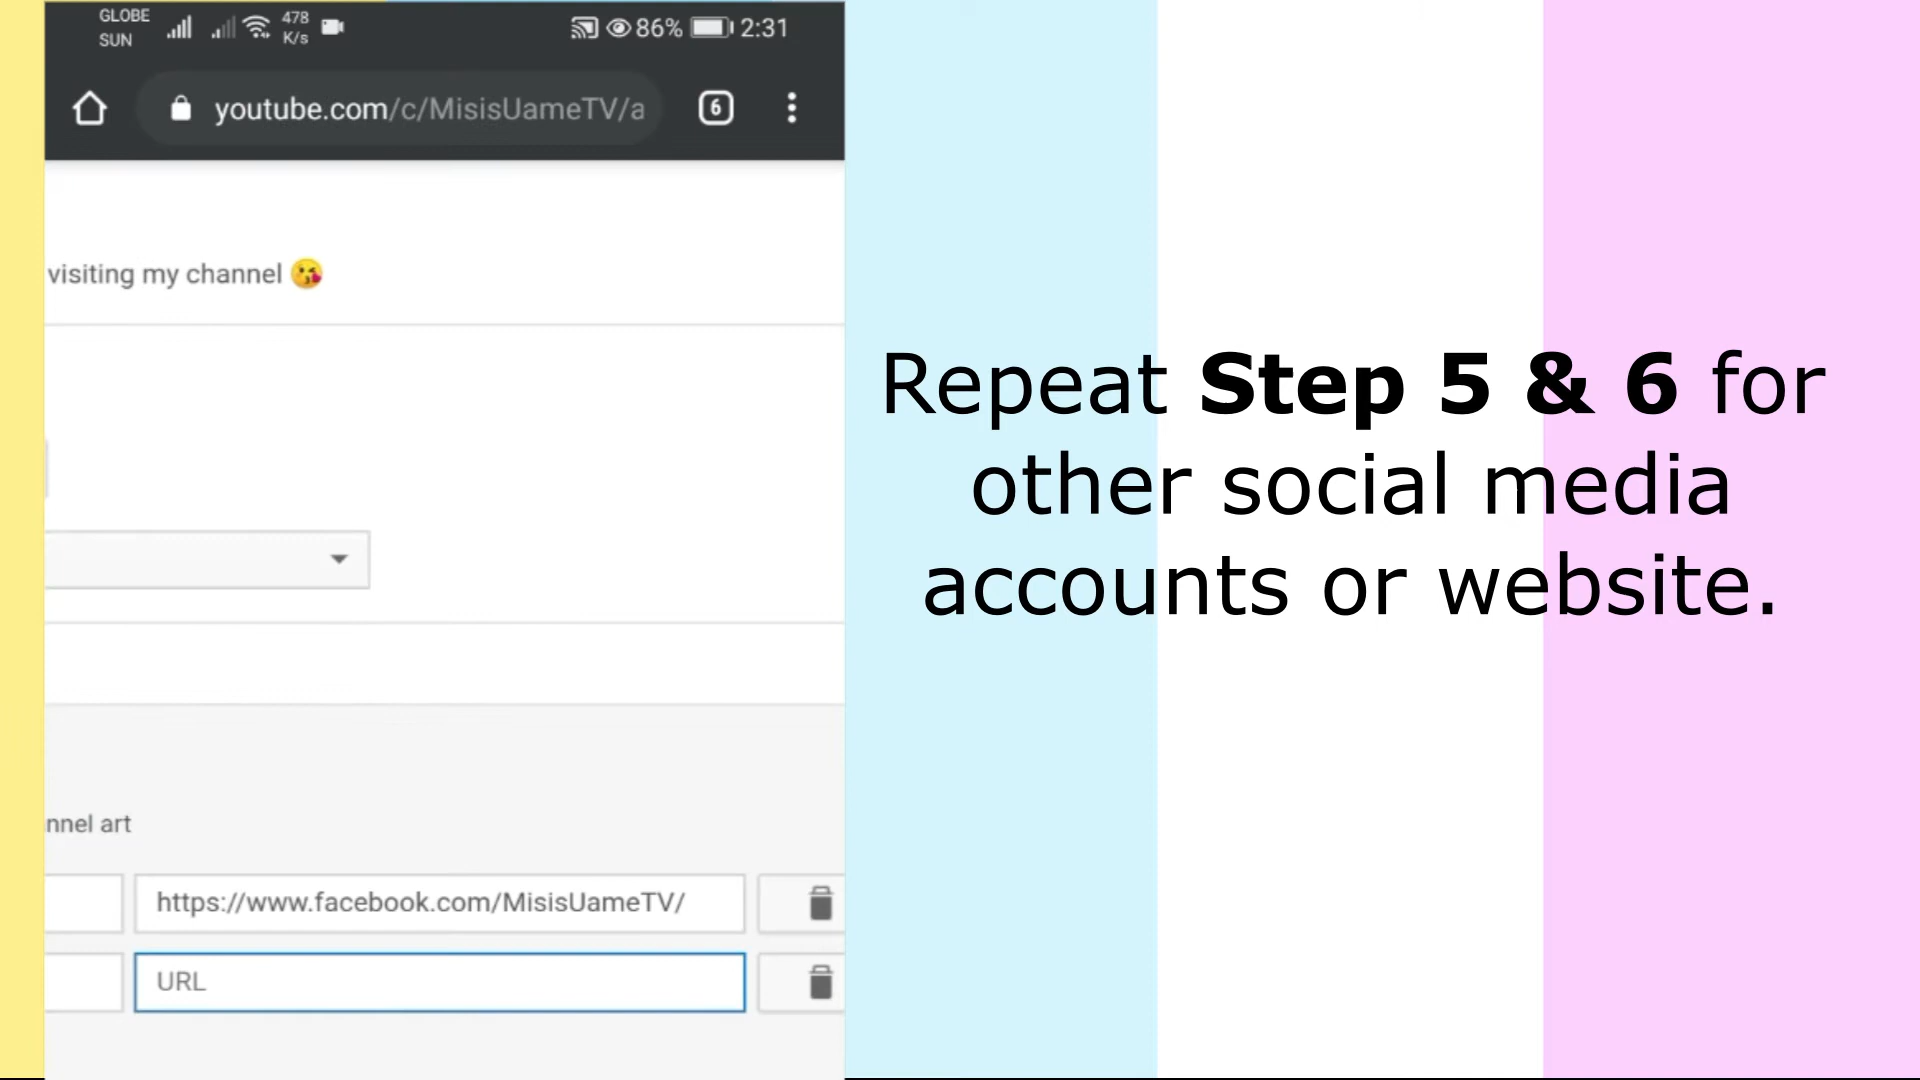 GLOBE
SUN
478
K/s
86%
2:31
youtube.com/c/MisisUameTV/a
6
visiting my channel 😘
nnel art
https://www.facebook.com/MisisUameTV/
URL
Repeat Step 5 & 6 for
other social media
accounts or website.